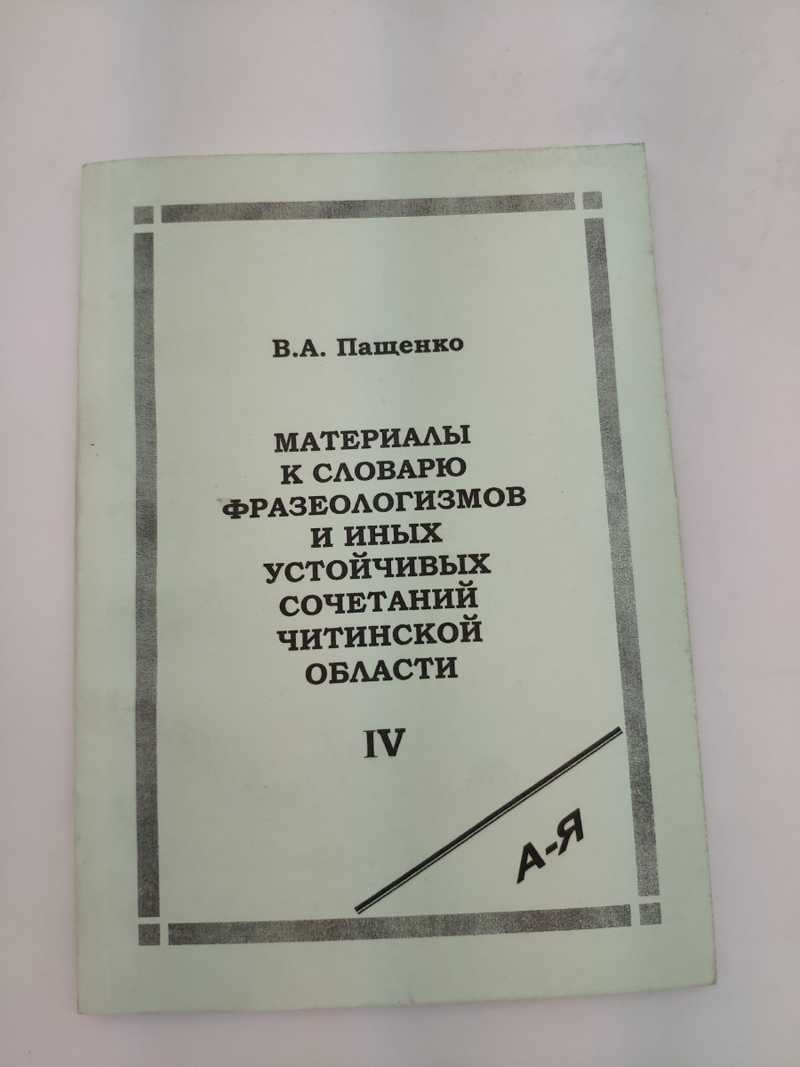 В.А. Пащенко
МАТЕРИАЛЫ
К СЛОВАРЮ
ФРАЗЕОЛОГИЗМОВ
И ИНЫХ
УСТОЙЧИВЫХ
СОЧЕТАНИЙ
ЧИТИНСКОЙ
ОБЛАСТИ
IV
А-Я